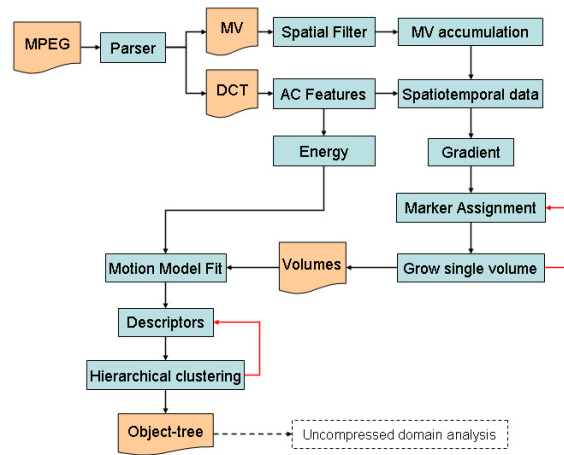 MPEG
Parser
MV
Spatial Filter
MV accumulation
DCT
AC Features
Spatiotemporal data
Energy
Gradient
Marker Assignment
Motion Model Fit
Volumes
Grow single volume
Descriptors
Hierarchical clustering
Object-tree
Uncompressed domain analysis